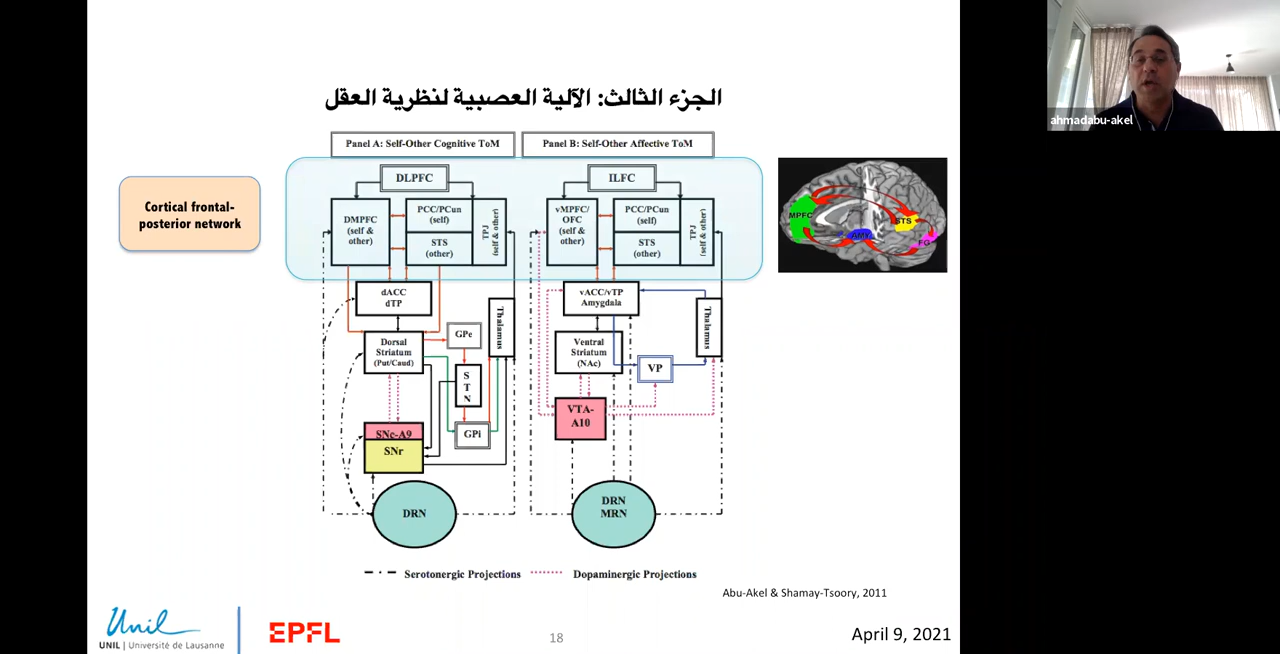 الجزء الثالث: الآلية العصبية لنظرية العقل
Panel A: Self-Other Cognitive ToM
Panel B: Self-Other Affective ToM
Cortical frontal-
posterior network
DLPFC
DMPFC
(self &
other)
PCC/PCun
(self)
STS
(other)
TPJ
(self & other)
dACC
dTP
Dorsal
Striatum
(Put/Caud)
GPe
S
T
N
GPi
Thalamus
SNc-A9
SNr
DRN
ILFC
vMPFC/
OFC
(self &
other)
PCC/PCun
(self)
STS
(other)
TPJ
(self & other)
vACC/vTP
Amygdala
Ventral
Striatum
(NAc)
VP
Thalamus
VTA-
A10
DRN
MRN
MPFC
STS
AMY
FG
Serotonergic Projections
Dopaminergic Projections
Abu-Akel & Shamay-Tsoory, 2011
Unil
UNIL | Université de Lausanne
EPFL
18
April 9, 2021
ahmadabu-akel